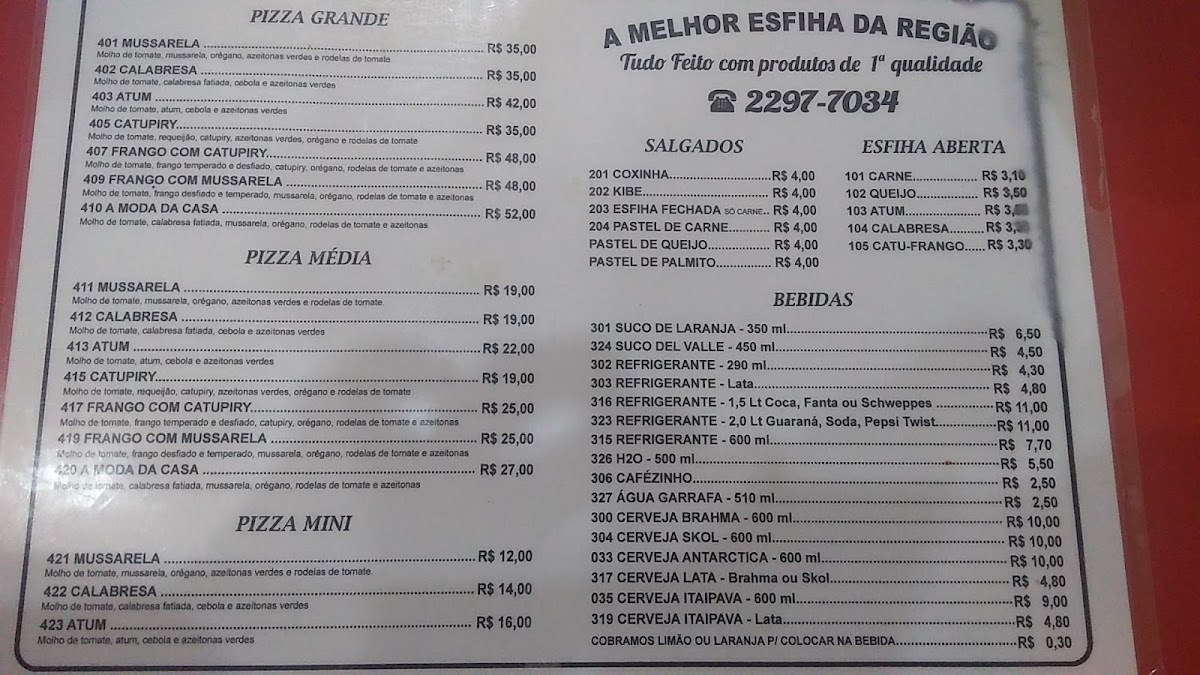 PIZZA GRANDE
401 MUSSARELA R$ 35,00
Molho de tomate, mussarela, orégano, azeitonas verdes e rodelas de tomate
402 CALABRESA R$ 35,00
Molho de tomate, calabresa fatiada, cebola e azeitonas verdes
403 ATUM R$ 42,00
Molho de tomate, atum, cebola e azeitonas verdes
405 CATUPIRY R$ 35,00
Molho de tomate, requeijão, catupiry, azeitonas verdes, orégano e rodelas de tomate
407 FRANGO COM CATUPIRY R$ 48,00
Molho de tomate, frango temperado e desfiado, catupiry, orégano, rodelas de tomate e azeitonas
409 FRANGO COM MUSSARELA R$ 48,00
Molho de tomate, frango desfiado e temperado, mussarela, orégano, rodelas de tomate e azeitonas
410 A MODA DA CASA R$ 52,00
Molho de tomate, calabresa fatiada, mussarela, orégano, rodelas de tomate e azeitonas
PIZZA MÉDIA
411 MUSSARELA R$ 19,00
Molho de tomate, mussarela, orégano, azeitonas verdes e rodelas de tomate.
412 CALABRESA R$ 19,00
Molho de tomate, calabresa fatiada, cebola e azeitonas verdes
413 ATUM R$ 22,00
Molho de tomate, atum, cebola e azeitonas verdes
415 CATUPIRY R$ 19,00
Molho de tomate, requeijão, catupiry, azeitonas verdes, orégano e rodelas de tomate
417 FRANGO COM CATUPIRY R$ 25,00
Molho de tomate, frango temperado e desfiado, catupiry, orégano, rodelas de tomate e azeitonas
419 FRANGO COM MUSSARELA R$ 25,00
Molho de tomate, frango desfiado e temperado, mussarela, orégano, rodelas de tomate e azeitonas
420 A MODA DA CASA R$ 27,00
Molho de tomate, calabresa fatiada, mussarela, orégano, rodelas de tomate e azeitonas
PIZZA MINI
421 MUSSARELA R$ 12,00
Molho de tomate, mussarela, orégano, azeitonas verdes e rodelas de tomate.
422 CALABRESA R$ 14,00
Molho de tomate, calabresa fatiada, cebola e azeitonas verdes
423 ATUM R$ 16,00
Molho de tomate, atum, cebola e azeitonas verdes
A MELHOR ESFIHA DA REGIÃO
Tudo Feito com produtos de 1ª qualidade
☎ 2297-7034
SALGADOS
201 COXINHA R$ 4,00
202 KIBE R$ 4,00
203 ESFIHA FECHADA SÓ CARNE R$ 4,00
204 PASTEL DE CARNE R$ 4,00
PASTEL DE QUEIJO R$ 4,00
PASTEL DE PALMITO R$ 4,00
ESFIHA ABERTA
101 CARNE R$ 3,10
102 QUEIJO R$ 3,50
103 ATUM R$
104 CALABRESA R$
105 CATU-FRANGO R$ 3,30
BEBIDAS
301 SUCO DE LARANJA - 350 ml R$ 6,50
324 SUCO DEL VALLE - 450 ml R$ 4,50
302 REFRIGERANTE - 290 ml R$ 4,30
303 REFRIGERANTE - Lata R$ 4,80
316 REFRIGERANTE - 1,5 Lt Coca, Fanta ou Schweppes R$ 11,00
323 REFRIGERANTE - 2,0 Lt Guaraná, Soda, Pepsi Twist R$ 11,00
315 REFRIGERANTE - 600 ml R$ 7,70
326 H2O - 500 ml R$ 5,50
306 CAFÉZINHO R$ 2,50
327 ÁGUA GARRAFA - 510 ml R$ 2,50
300 CERVEJA BRAHMA - 600 ml R$ 10,00
304 CERVEJA SKOL - 600 ml R$ 10,00
033 CERVEJA ANTARCTICA - 600 ml R$ 10,00
317 CERVEJA LATA - Brahma ou Skol R$ 4,80
035 CERVEJA ITAIPAVA - 600 ml R$ 9,00
319 CERVEJA ITAIPAVA - Lata R$ 4,80
COBRAMOS LIMÃO OU LARANJA P/ COLOCAR NA BEBIDA R$ 0,30